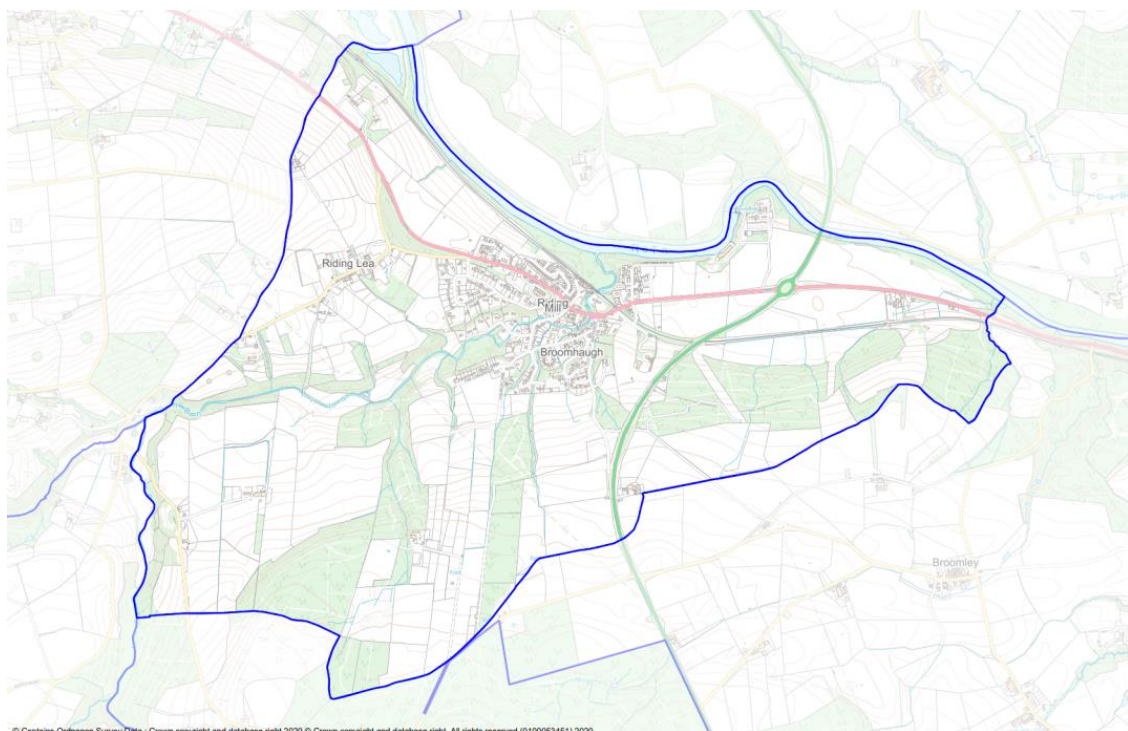 Riding Lea
Riding
Mill
Broomhaugh
Broomley
© Contains Ordnance Survey Data : Crown copyright and database right 2020 © Crown copyright and database right. All rights reserved (0100053451) 2020